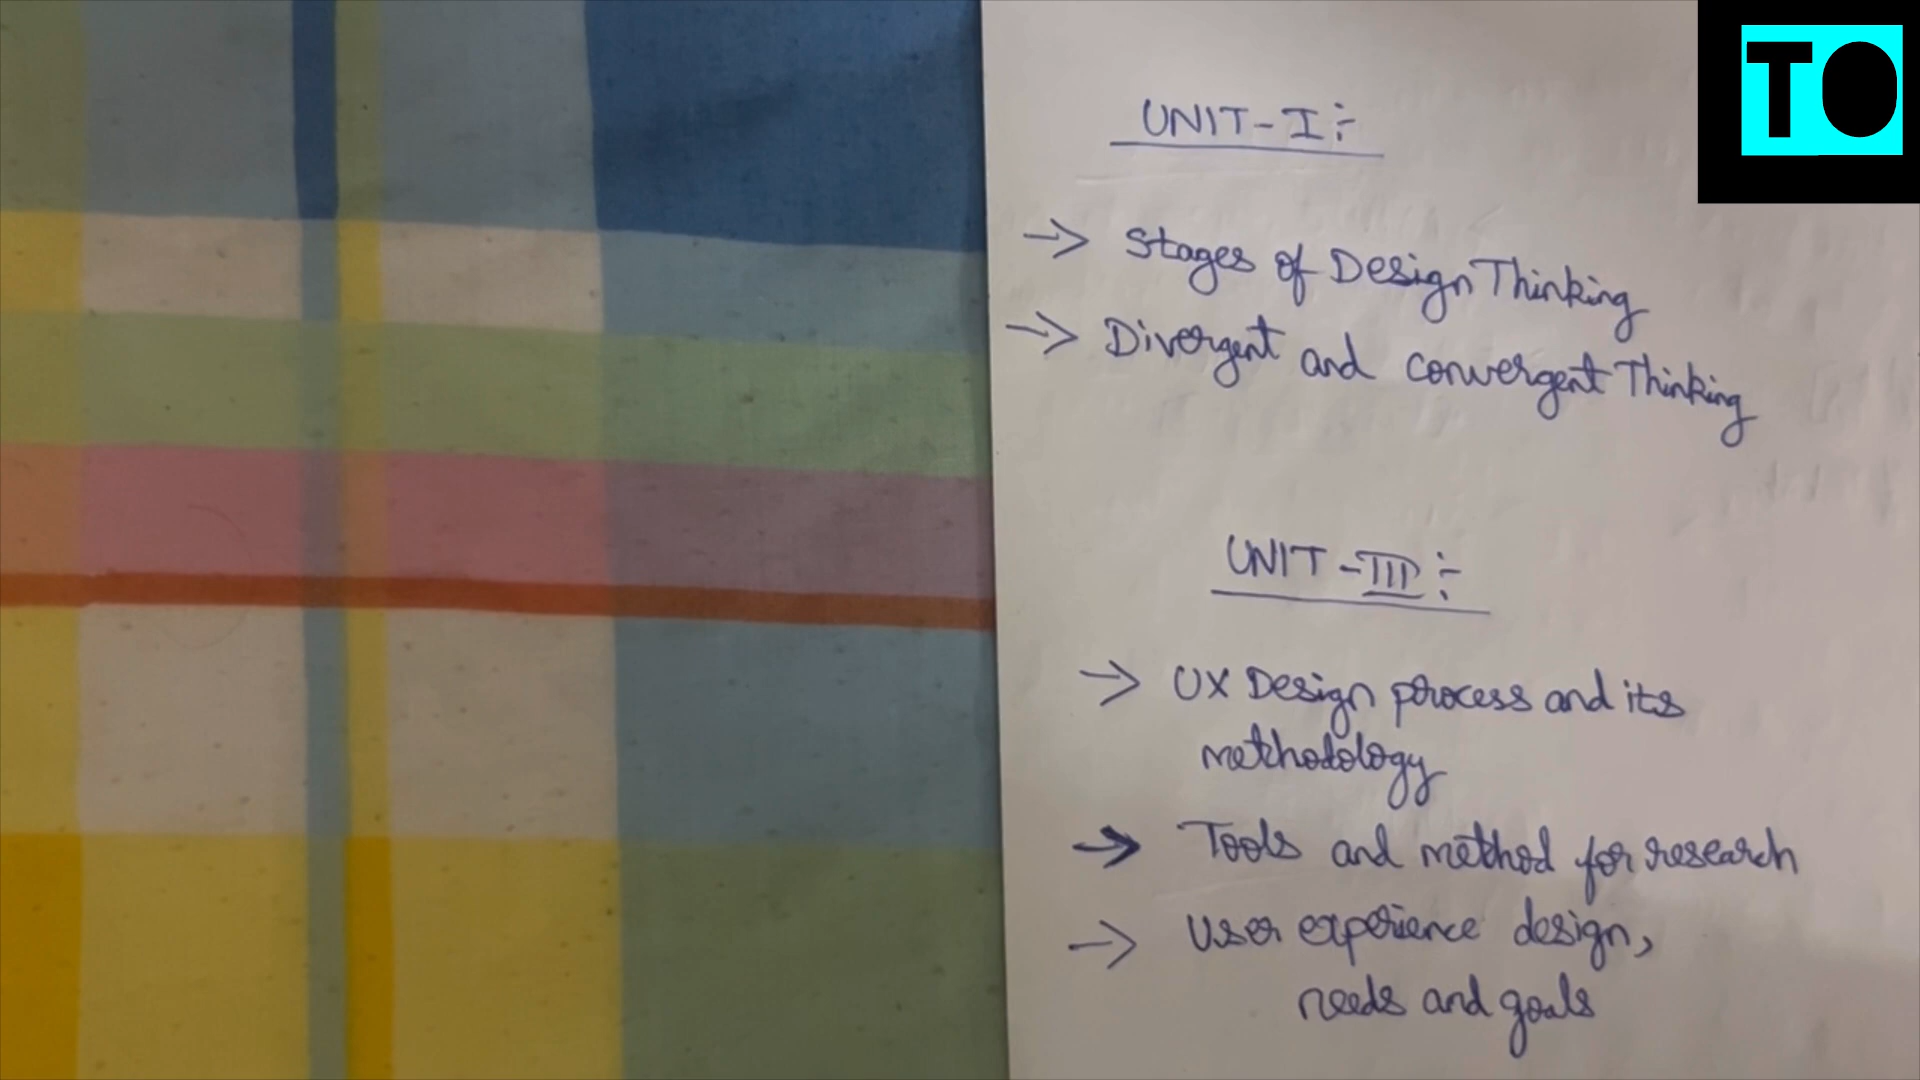 TO
UNIT-I:-
→ Stages of Design Thinking
→ Divergent and convergent Thinking
UNIT-III:-
→ UX Design process and its
methodology
→ Tools and method for research
→ User experience design,
needs and goals